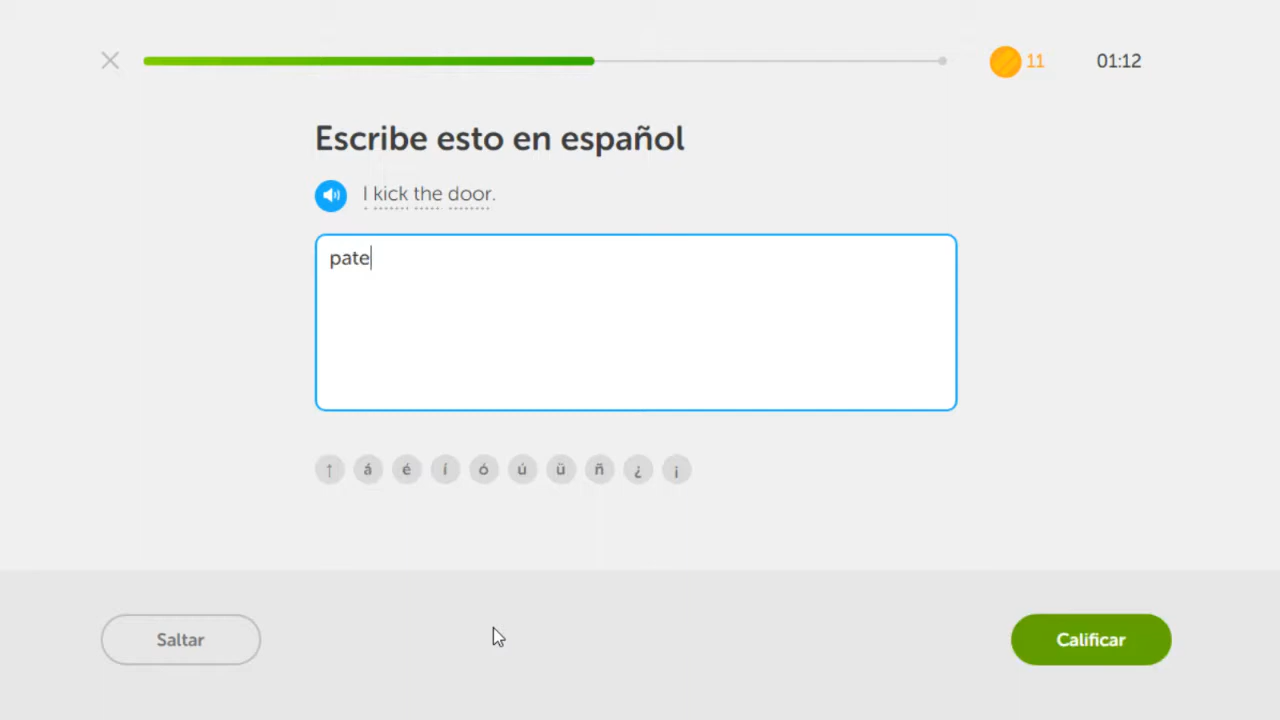 11
01:12
Escribe esto en español
I kick the door.
pate
↑ á é í ó ú ü ñ ¿ ¡
Saltar
Calificar